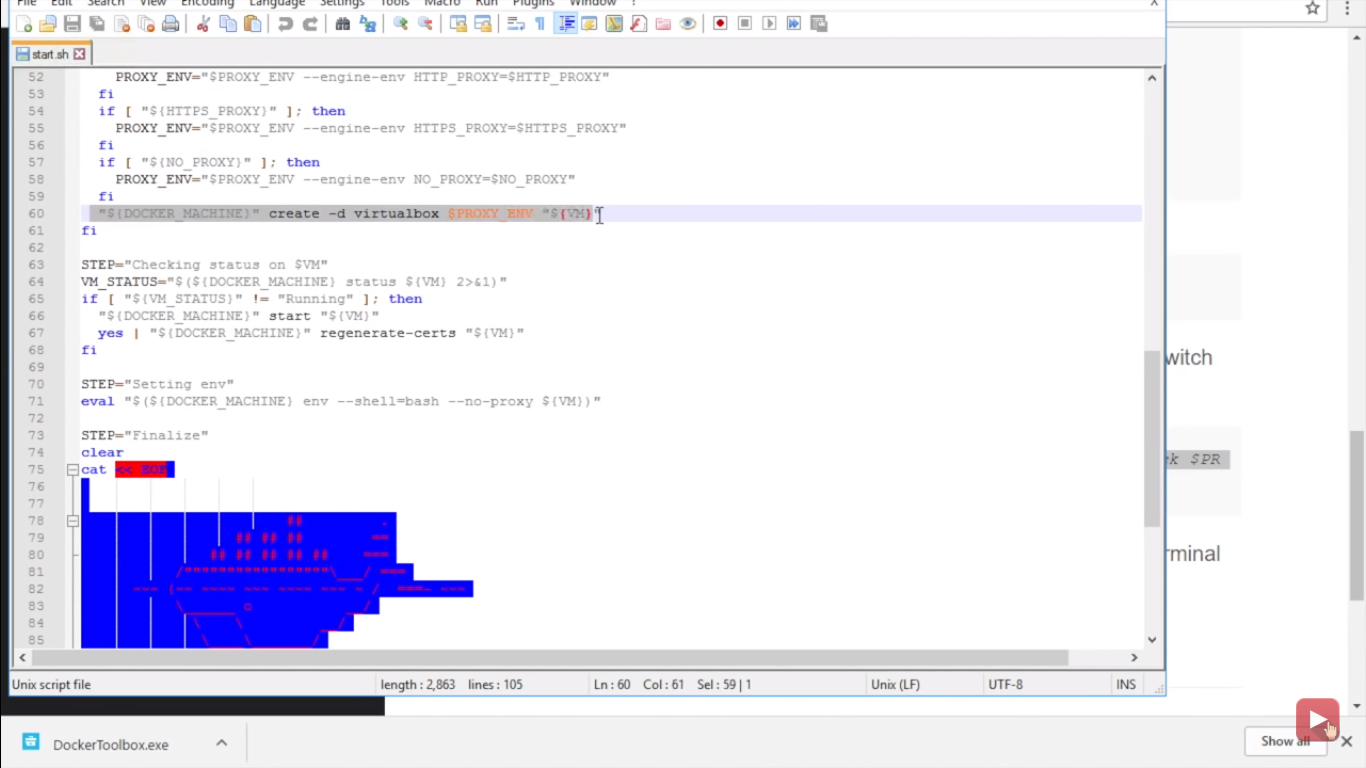 File Edit Search View Encoding Language Settings Tools Macro Run Plugins Window ? X
start.sh
52 PROXY_ENV="$PROXY_ENV --engine-env HTTP_PROXY=$HTTP_PROXY"
53 fi
54 if [ "${HTTPS_PROXY}" ]; then
55 PROXY_ENV="$PROXY_ENV --engine-env HTTPS_PROXY=$HTTPS_PROXY"
56 fi
57 if [ "${NO_PROXY}" ]; then
58 PROXY_ENV="$PROXY_ENV --engine-env NO_PROXY=$NO_PROXY"
59 fi
60 "${DOCKER_MACHINE}" create -d virtualbox $PROXY_ENV "${VM}"
61 fi
62
63 STEP="Checking status on $VM"
64 VM_STATUS="$(${DOCKER_MACHINE} status ${VM} 2>&1)"
65 if [ "${VM_STATUS}" != "Running" ]; then
66 "${DOCKER_MACHINE}" start "${VM}"
67 yes | "${DOCKER_MACHINE}" regenerate-certs "${VM}"
68 fi
69
70 STEP="Setting env"
71 eval "$(${DOCKER_MACHINE} env --shell=bash --no-proxy ${VM})"
72
73 STEP="Finalize"
74 clear
75 cat << EOF
76
77
78 ## .
79 ## ## ## ==
80 ## ## ## ## ## ===
81 /"""""""""""""""""\___/ ===
82 ~~~ {~~ ~~~~ ~~~ ~~~~ ~~~ ~ / ===- ~~~
83 \______ o __/
84 \ \ __/
85 \____\_______/
witch
k $PR
rminal
Unix script file length : 2,863 lines : 105 Ln : 60 Col : 61 Sel : 59 | 1 Unix (LF) UTF-8 INS
DockerToolbox.exe
Show all